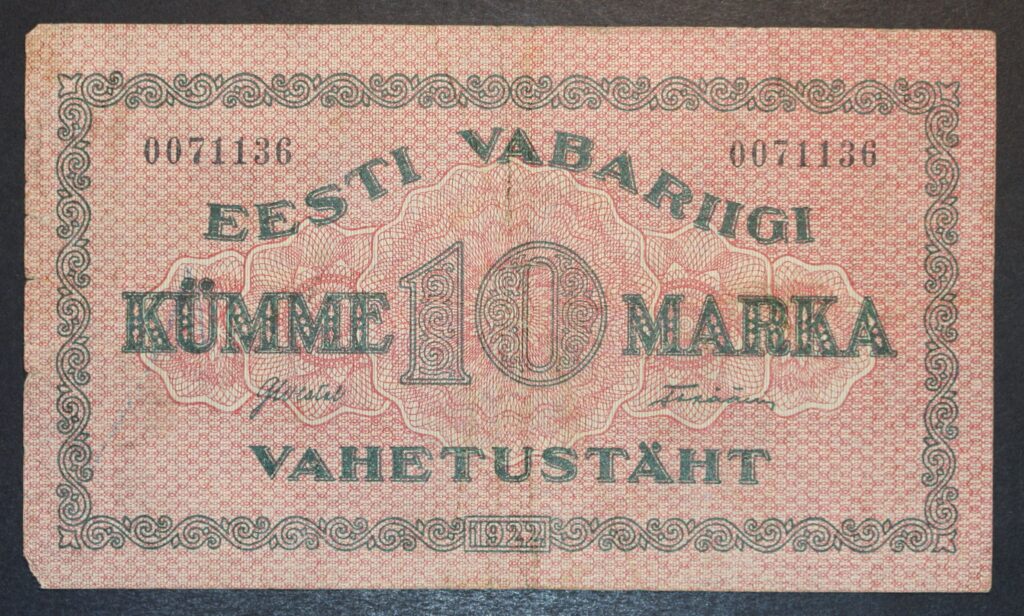 0071136 0071136
EESTI VABARIIGI
KÜMME 10 MARKA
VAHETUSTÄHT
1922